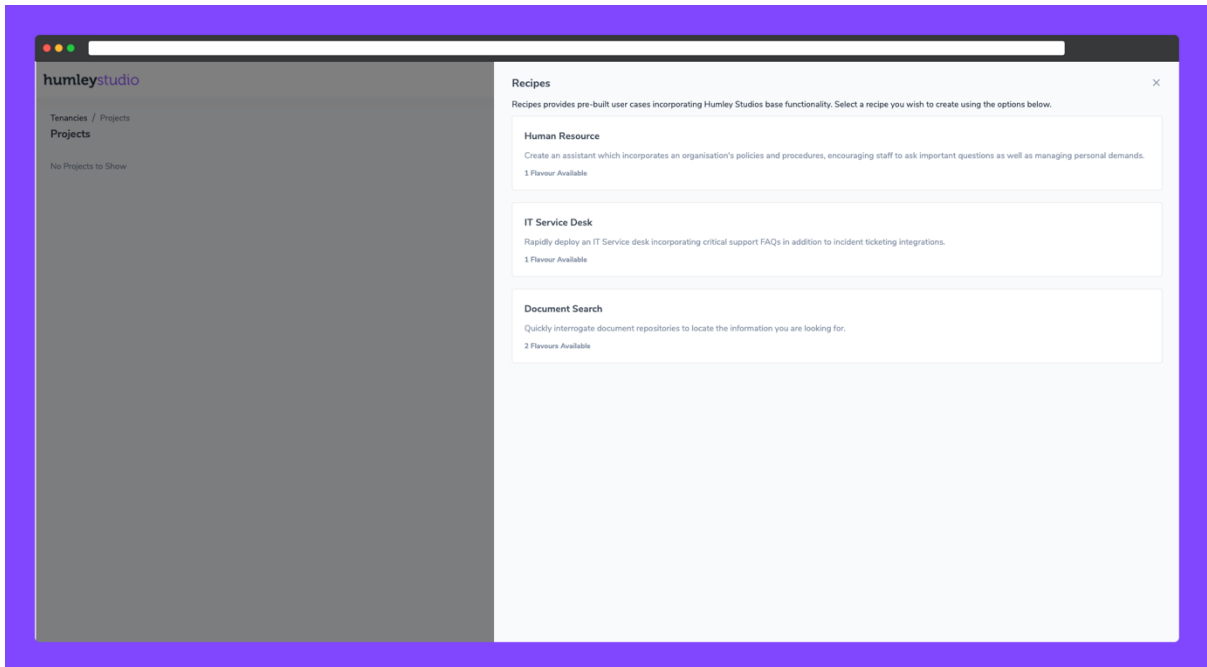 humleystudio
Tenancies / Projects
Projects
No Projects to Show
Recipes
Recipes provides pre-built user cases incorporating Humley Studios base functionality. Select a recipe you wish to create using the options below.
Human Resource
Create an assistant which incorporates an organisation's policies and procedures, encouraging staff to ask important questions as well as managing personal demands.
1 Flavour Available
IT Service Desk
Rapidly deploy an IT Service desk incorporating critical support FAQs in addition to incident ticketing integrations.
1 Flavour Available
Document Search
Quickly interrogate document repositories to locate the information you are looking for.
2 Flavours Available